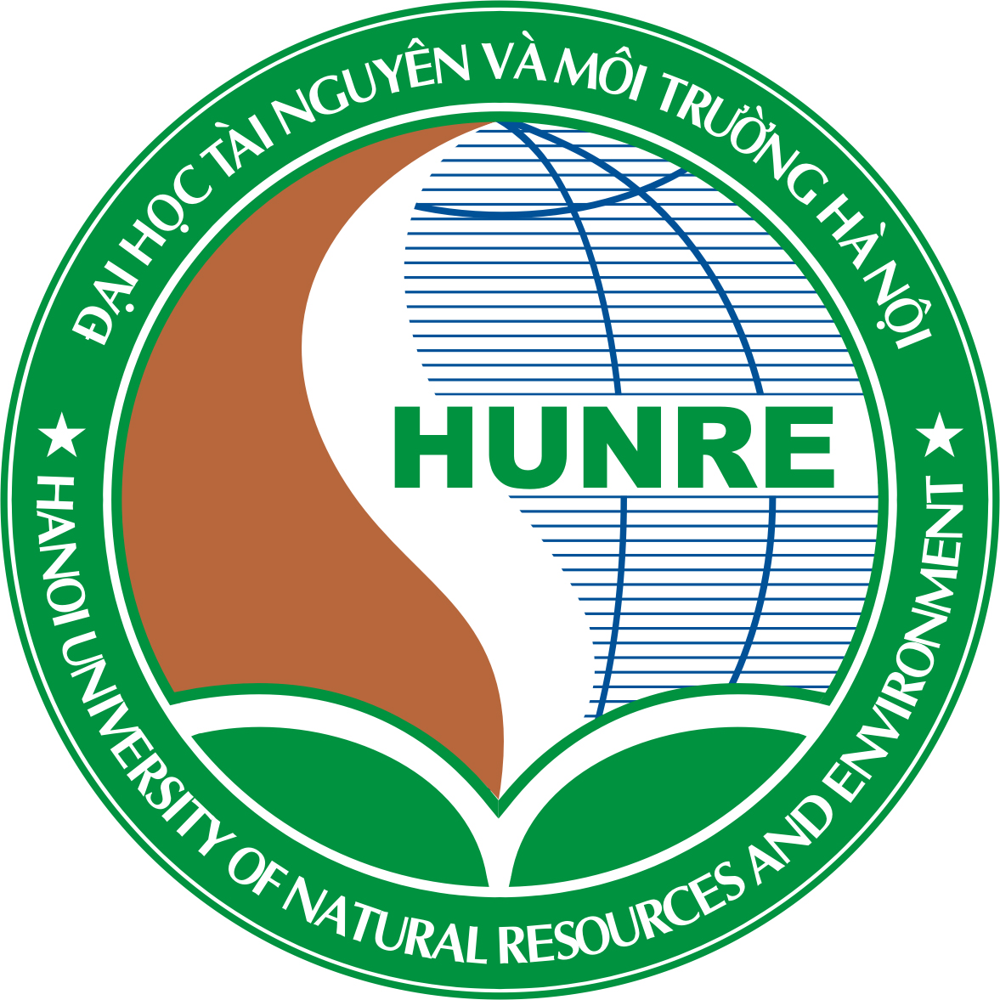 ĐẠI HỌC TÀI NGUYÊN VÀ MÔI TRƯỜNG HÀ NỘI
HUNRE
HANOI UNIVERSITY OF NATURAL RESOURCES AND ENVIRONMENT